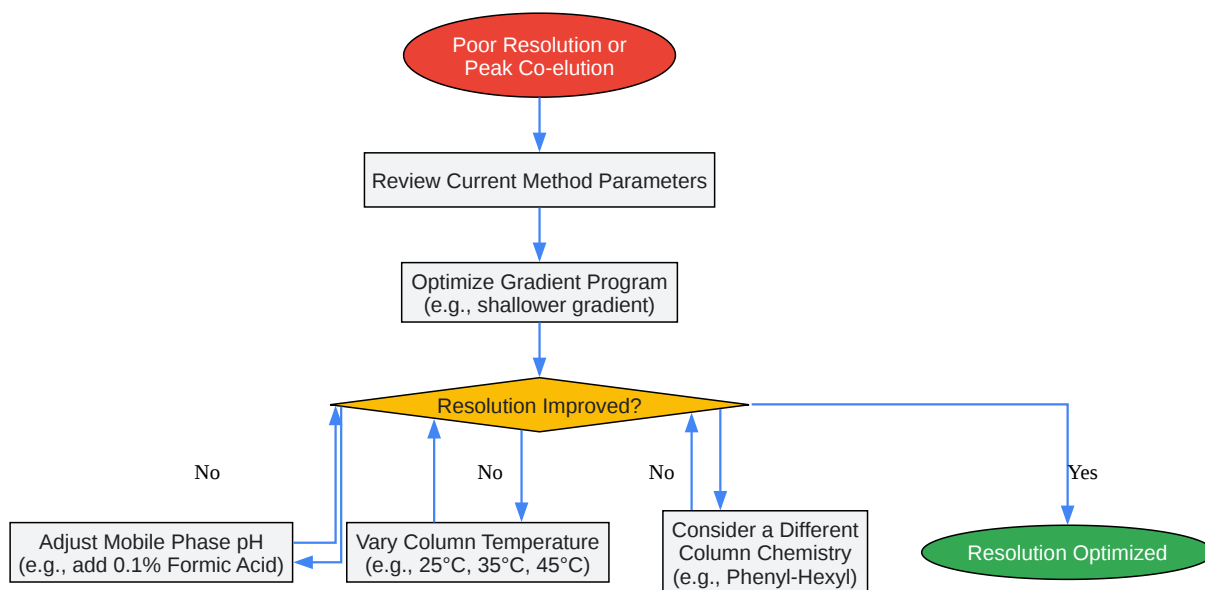 Poor Resolution or
Peak Co-elution
Review Current Method Parameters
Optimize Gradient Program
(e.g., shallower gradient)
Resolution Improved?
No
No
No
Yes
Adjust Mobile Phase pH
(e.g., add 0.1% Formic Acid)
Vary Column Temperature
(e.g., 25°C, 35°C, 45°C)
Consider a Different
Column Chemistry
(e.g., Phenyl-Hexyl)
Resolution Optimized